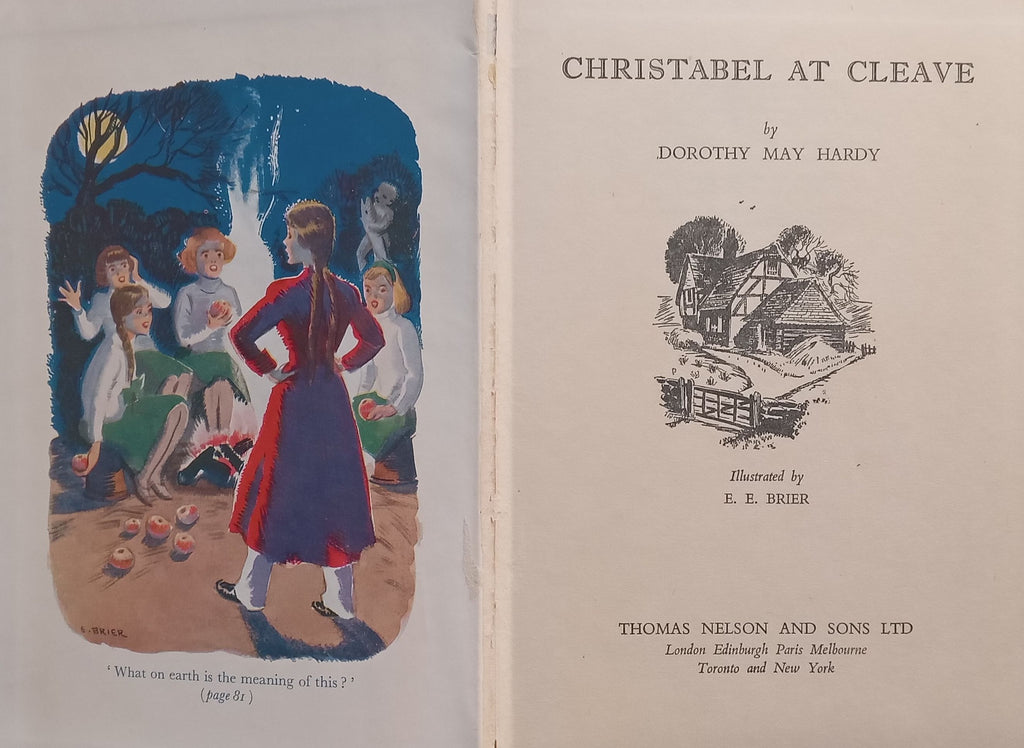 E. BRIER
‘ What on earth is the meaning of this ? ’
(page 81 )
CHRISTABEL AT CLEAVE
by
DOROTHY MAY HARDY
Illustrated by
E. E. BRIER
THOMAS NELSON AND SONS LTD
London Edinburgh Paris Melbourne
Toronto and New York